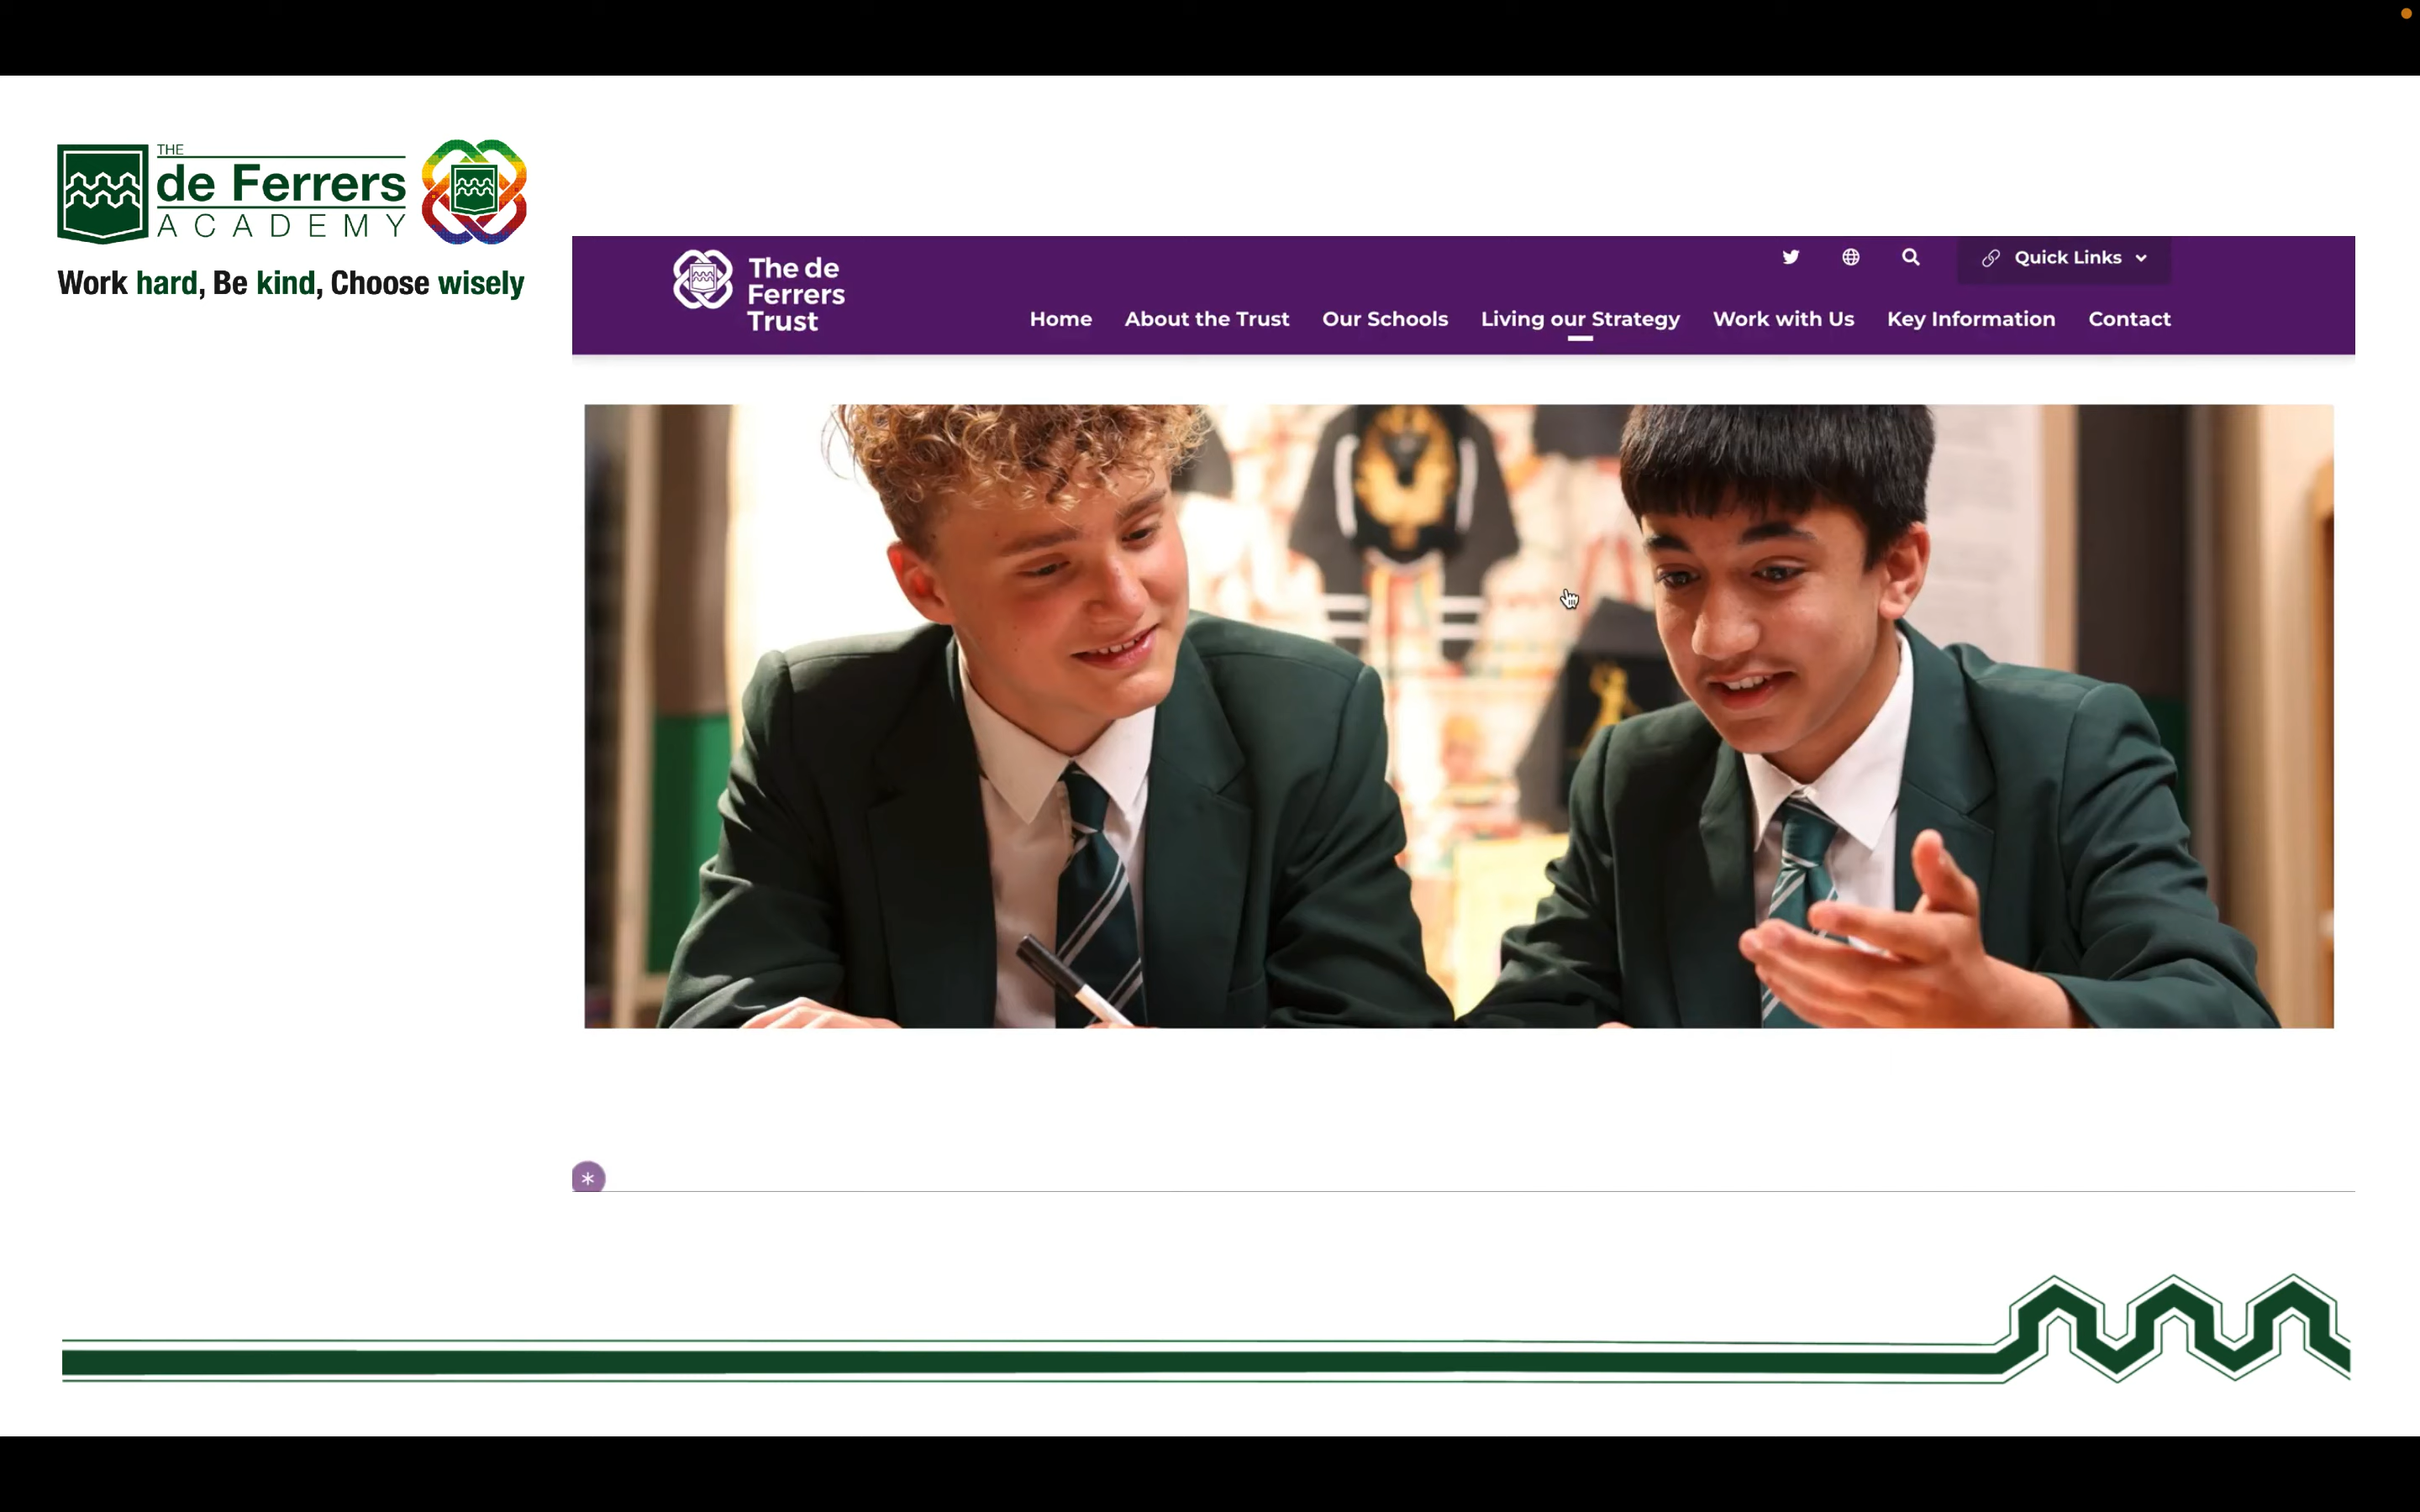 THE
de Ferrers
ACADEMY
Work hard, Be kind, Choose wisely
The de
Ferrers
Trust
Quick Links
Home About the Trust Our Schools Living our Strategy Work with Us Key Information Contact